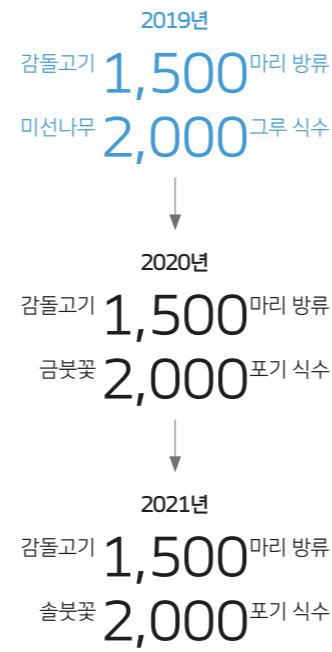 2019년
감돌고기 1,500마리 방류
미선나무 2,000그루 식수
2020년
감돌고기 1,500마리 방류
금붓꽃 2,000포기 식수
2021년
감돌고기 1,500마리 방류
솔붓꽃 2,000포기 식수